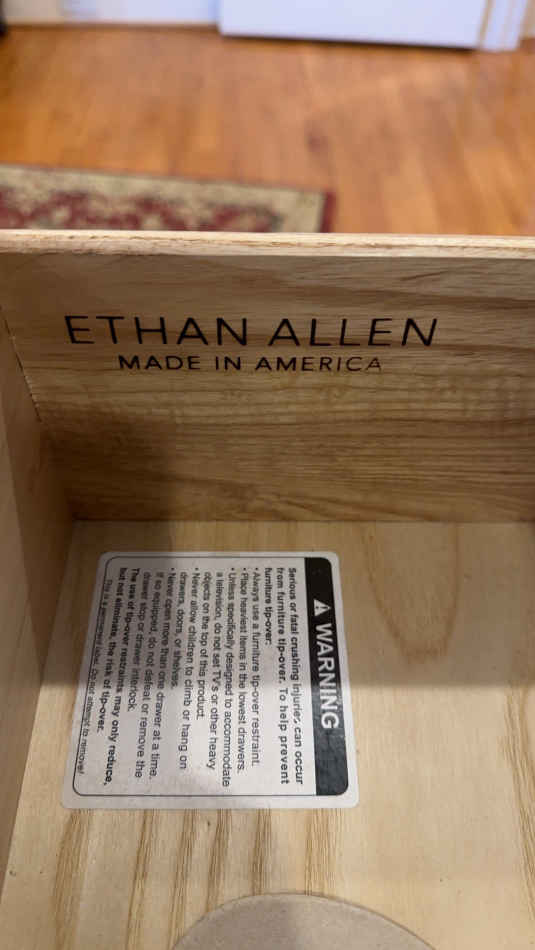 ETHAN ALLEN
MADE IN AMERICA
WARNING
Serious or fatal crushing injuries can occur
from furniture tip-over. To help prevent
furniture tip-over:
• Always use a furniture tip-over restraint.
• Place heaviest items in the lowest drawers.
• Unless specifically designed to accommodate
a television, do not set TV's or other heavy
objects on the top of this product.
• Never allow children to climb or hang on
drawers, doors, or shelves.
• Never open more than one drawer at a time.
If so equipped, do not defeat or remove the
drawer stop or drawer interlock.
The use of tip-over restraints may only reduce,
but not eliminate, the risk of tip-over.
This is a permanent label. Do not attempt to remove!